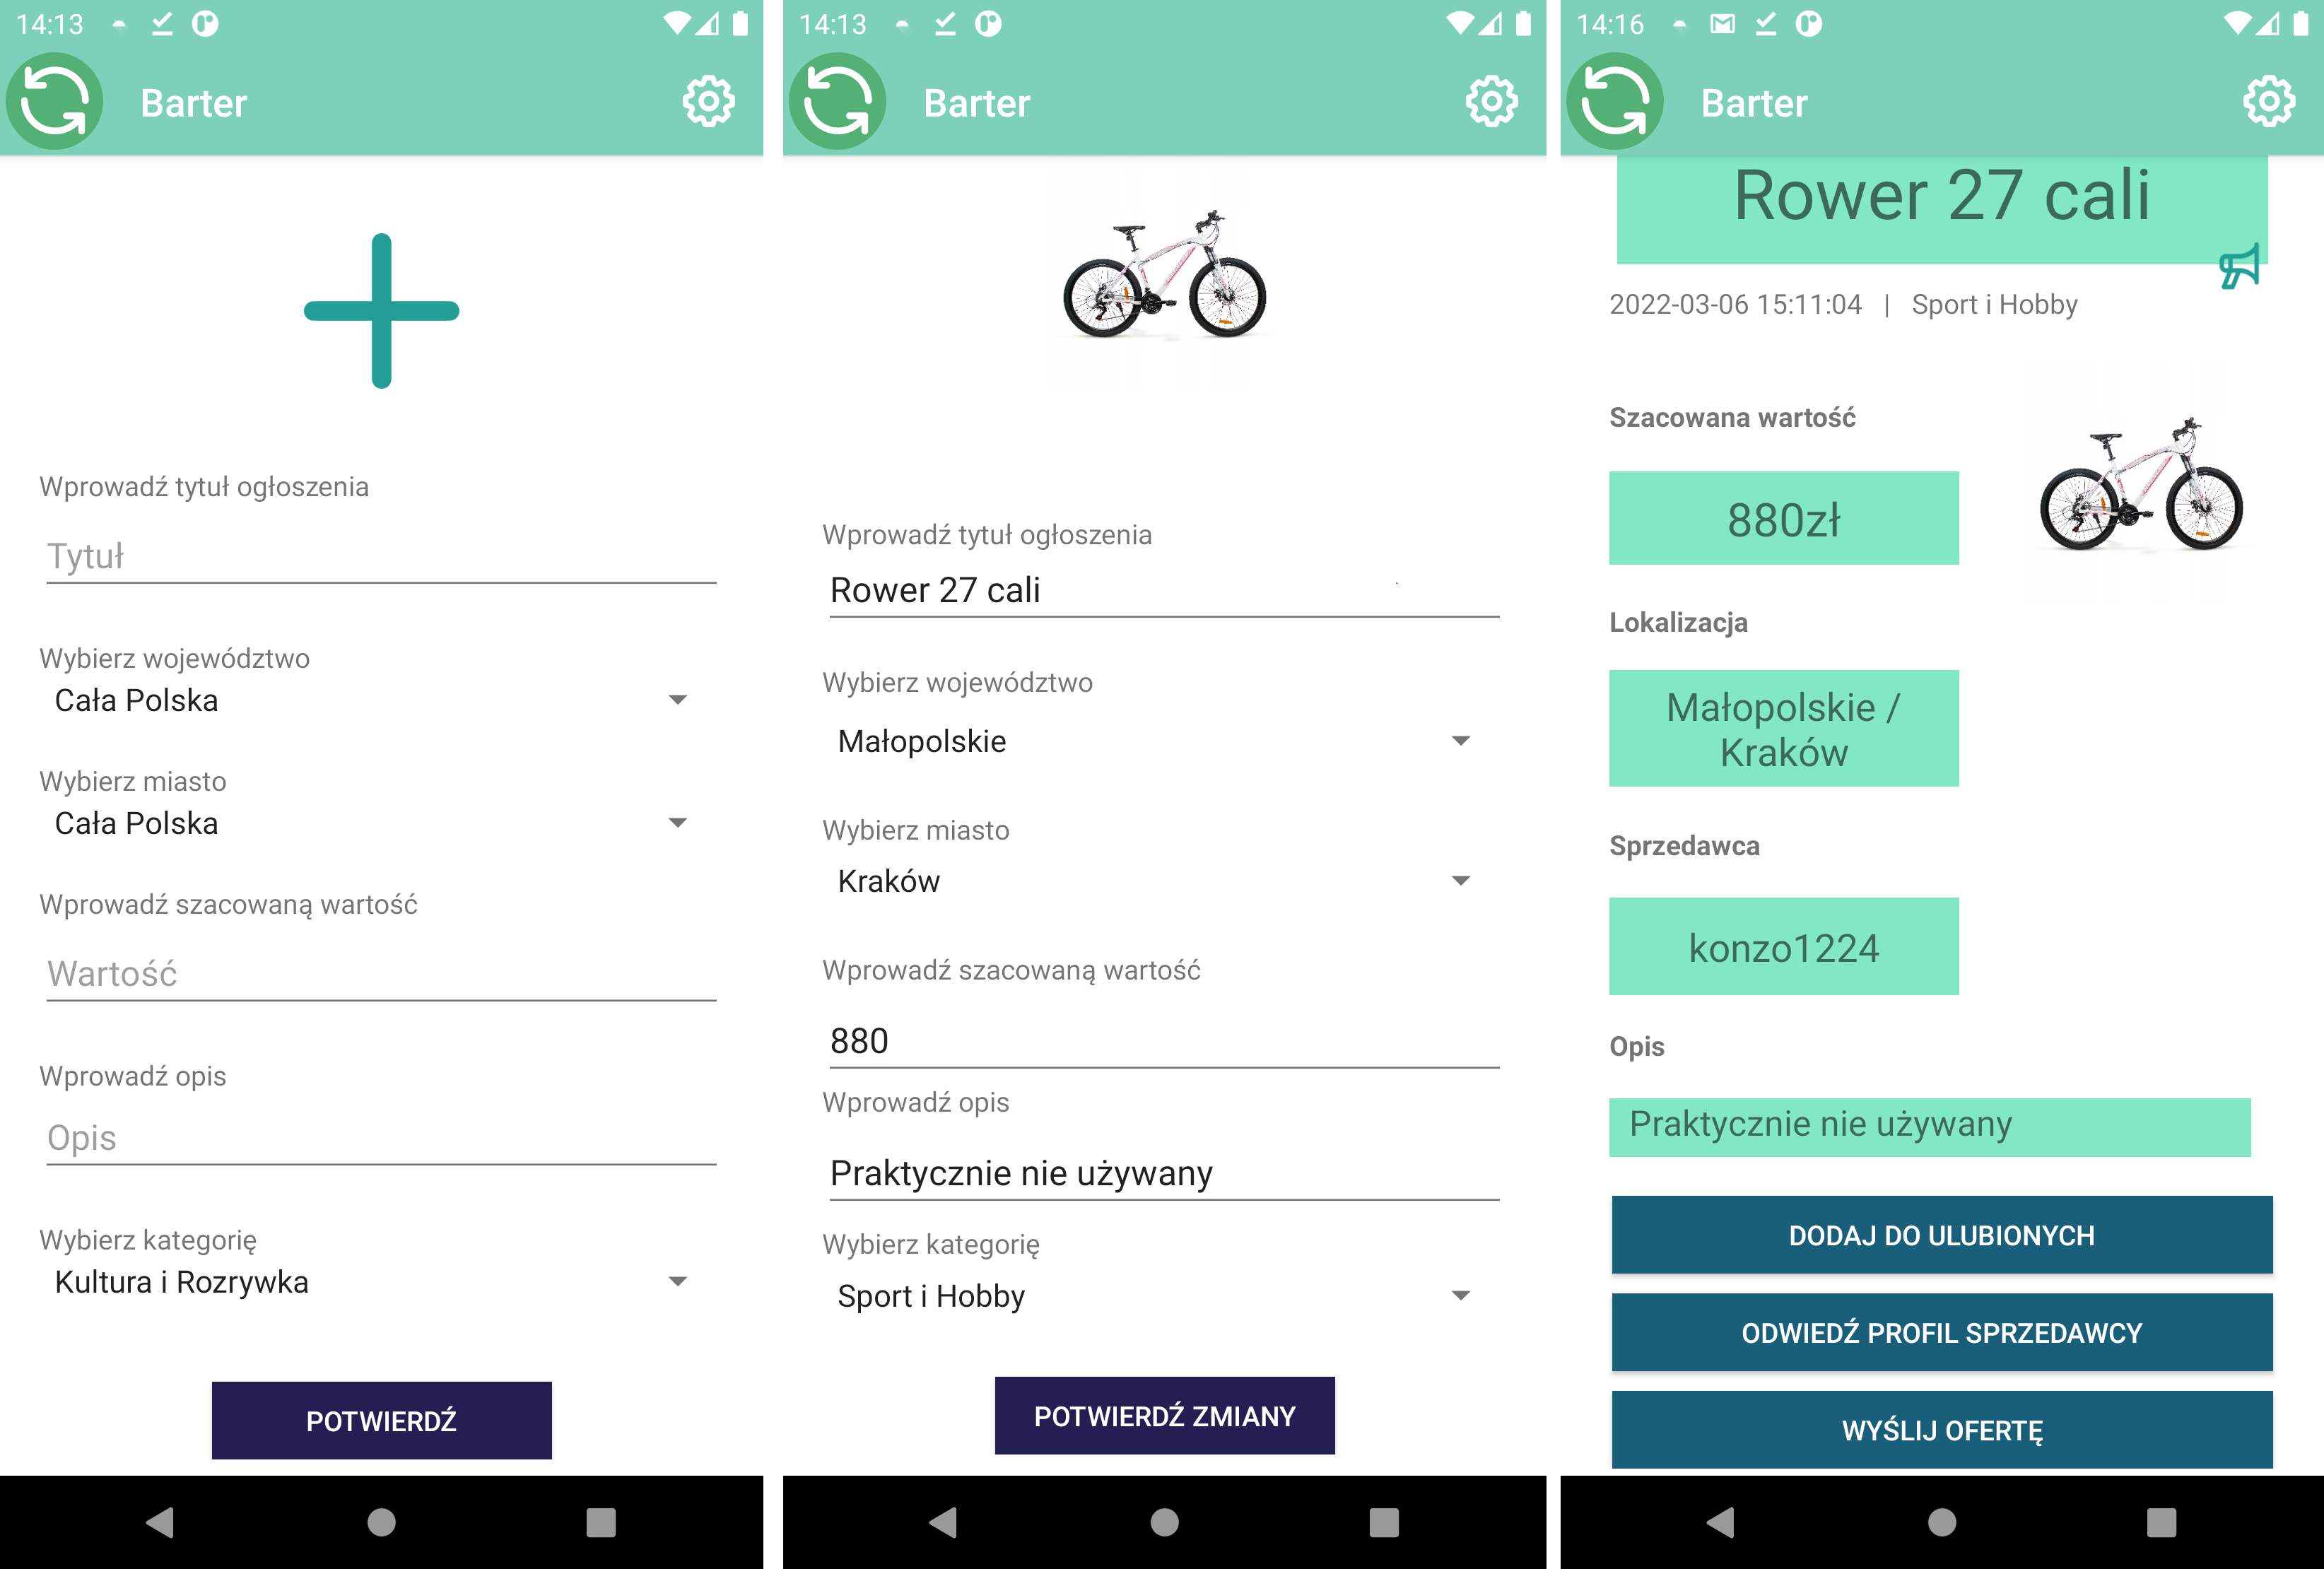 14:13
Barter
Wprowadź tytuł ogłoszenia
Tytuł
Wybierz województwo
Cała Polska
Wybierz miasto
Cała Polska
Wprowadź szacowaną wartość
Wartość
Wprowadź opis
Opis
Wybierz kategorię
Kultura i Rozrywka
POTWIERDŹ
14:13
Barter
Wprowadź tytuł ogłoszenia
Rower 27 cali
Wybierz województwo
Małopolskie
Wybierz miasto
Kraków
Wprowadź szacowaną wartość
880
Wprowadź opis
Praktycznie nie używany
Wybierz kategorię
Sport i Hobby
POTWIERDŹ ZMIANY
14:16
Barter
Rower 27 cali
2022-03-06 15:11:04 | Sport i Hobby
Szacowana wartość
880zł
Lokalizacja
Małopolskie /
Kraków
Sprzedawca
konzo1224
Opis
Praktycznie nie używany
DODAJ DO ULUBIONYCH
ODWIEDŹ PROFIL SPRZEDAWCY
WYŚLIJ OFERTĘ